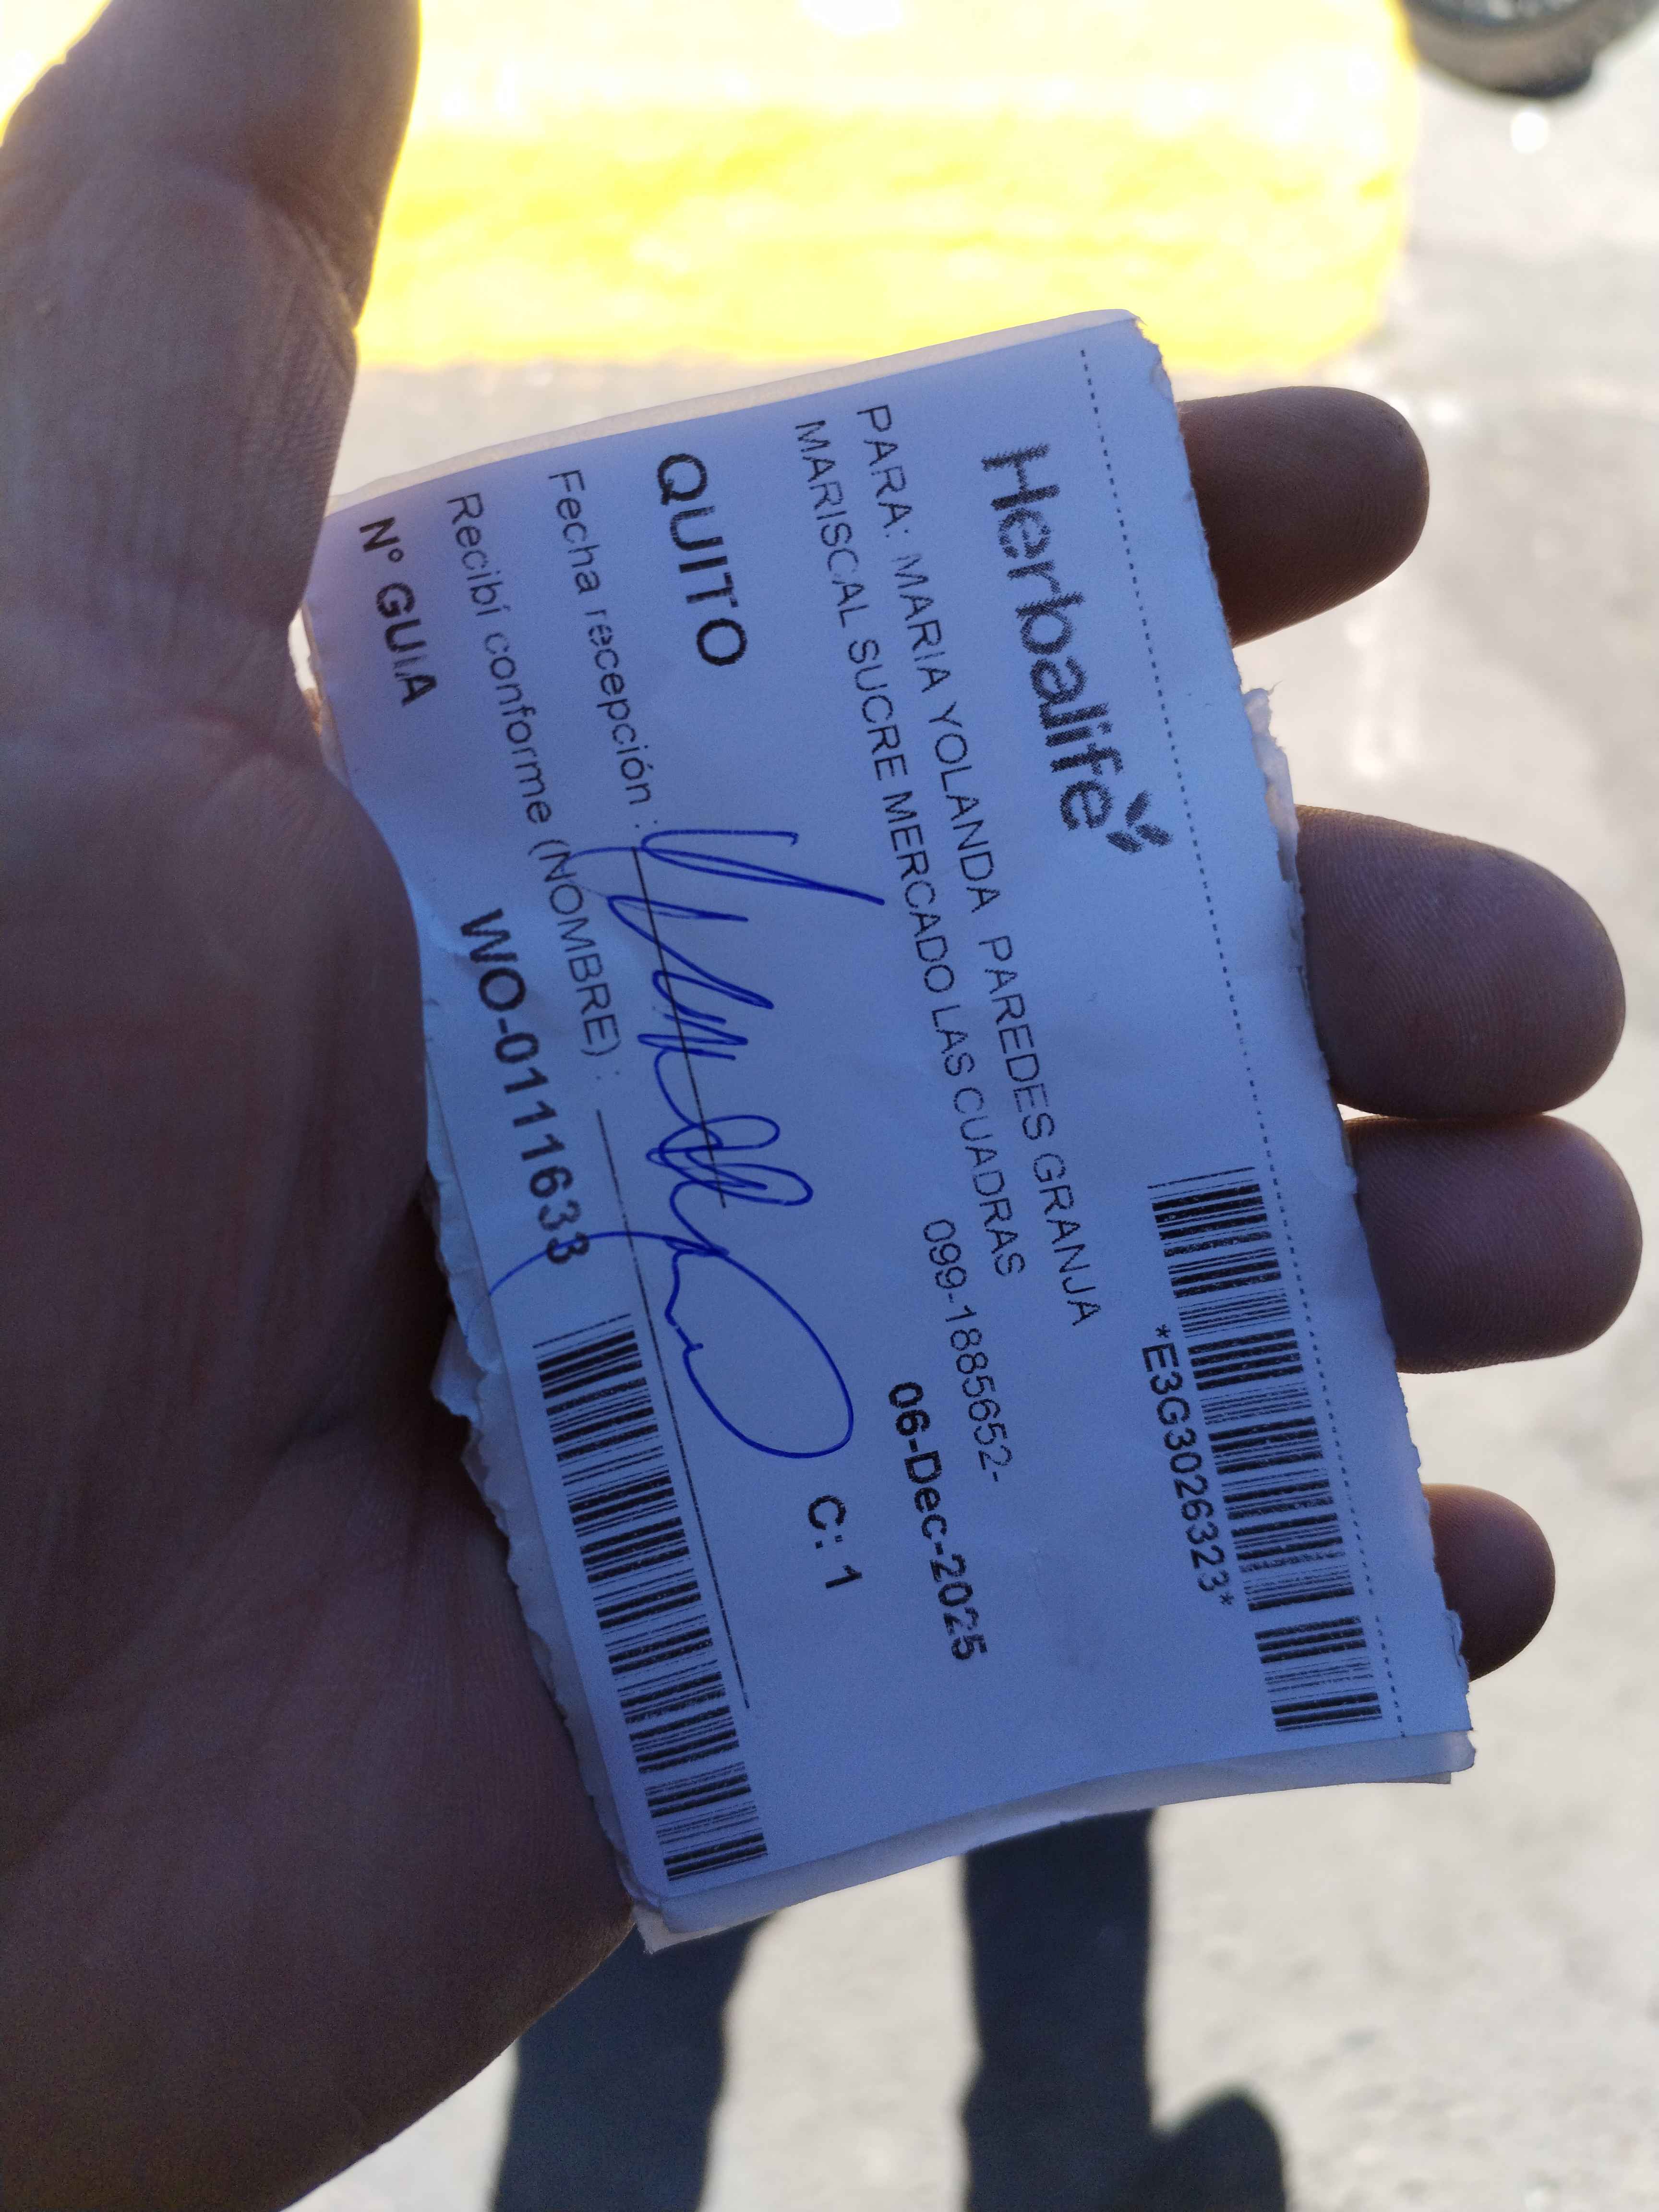 Herbalife
*E3G3026323*
PARA: MARIA YOLANDA PAREDES GRANJA
MARISCAL SUCRE MERCADO LAS CUADRAS
099-1885652-
QUITO
06-Dec-2025
C: 1
Fecha recepción :
Recibí conforme (NOMBRE) :
N° GUIA WO-0111633